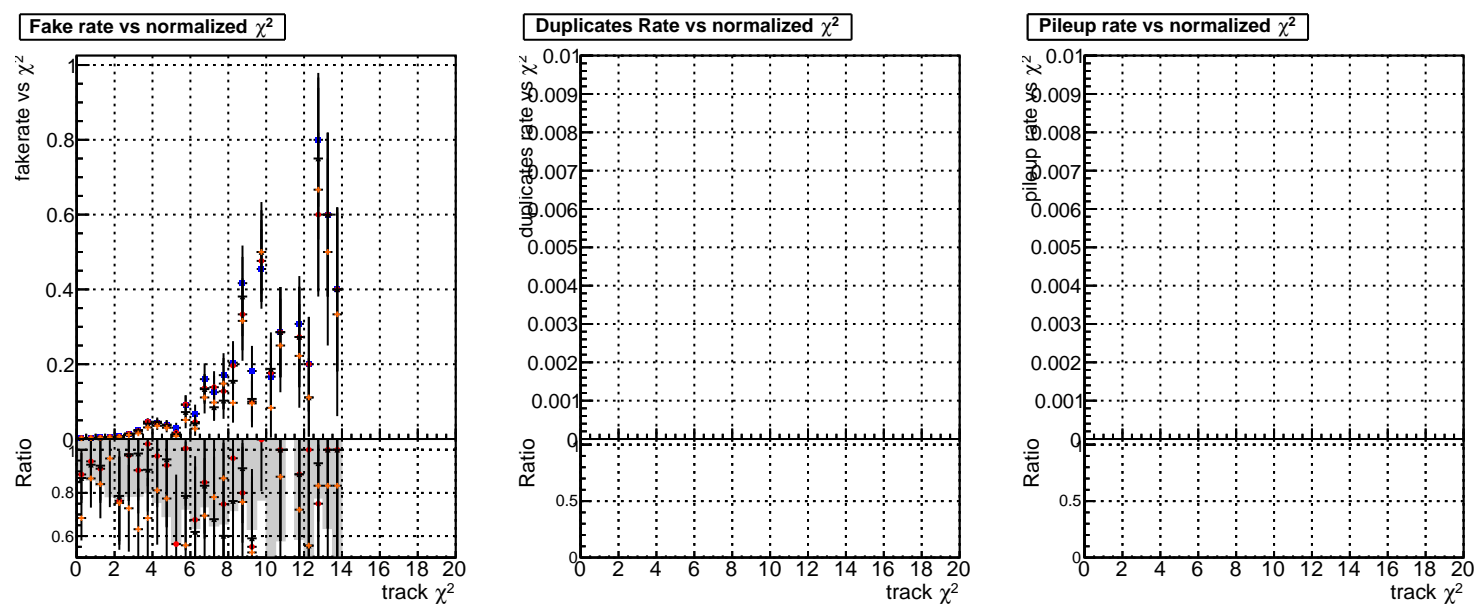 Fake rate vs normalized χ²
fakerate vs χ²
1
0.8
0.6
0.4
0.2
0
Ratio
1
0.8
0.6
0 2 4 6 8 10 12 14 16 18 20
track χ²
Duplicates Rate vs normalized χ²
duplicates rate vs χ²
0.01
0.009
0.008
0.007
0.006
0.005
0.004
0.003
0.002
0.001
0
Ratio
1
0.5
0
0 2 4 6 8 10 12 14 16 18 20
track χ²
Pileup rate vs normalized χ²
pileup rate vs χ²
0.01
0.009
0.008
0.007
0.006
0.005
0.004
0.003
0.002
0.001
0
Ratio
1
0.5
0
0 2 4 6 8 10 12 14 16 18 20
track χ²